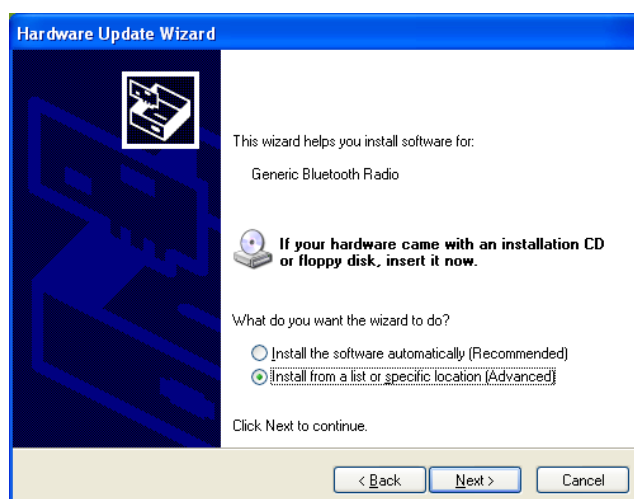 Hardware Update Wizard
This wizard helps you install software for:
Generic Bluetooth Radio
If your hardware came with an installation CD
or floppy disk, insert it now.
What do you want the wizard to do?
Install the software automatically (Recommended)
Install from a list or specific location (Advanced)
Click Next to continue.
< Back
Next >
Cancel